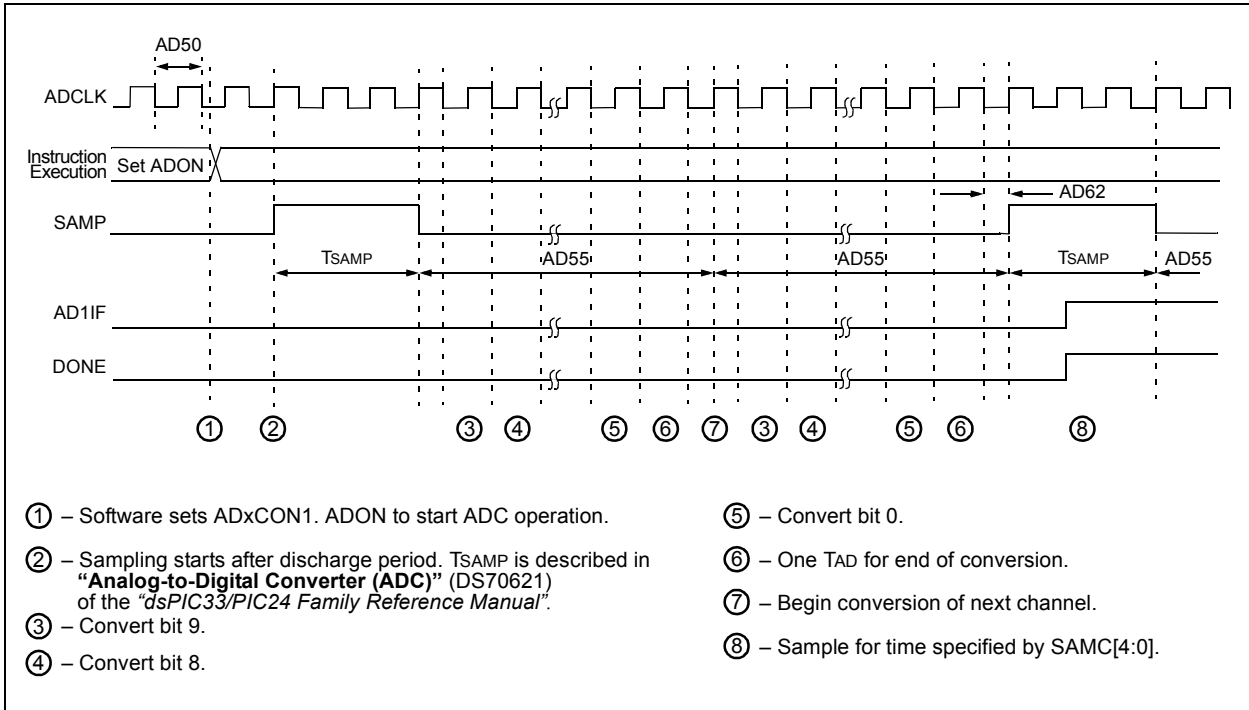 AD50
ADCLK
Instruction
Execution
Set ADON
AD62
SAMP
TSAMP
AD55
AD55
TSAMP
AD55
AD1IF
DONE
1 2 3 4 5 6 7 3 4 5 6 8
1 – Software sets ADxCON1. ADON to start ADC operation.
2 – Sampling starts after discharge period. TSAMP is described in
“Analog-to-Digital Converter (ADC)” (DS70621)
of the “dsPIC33/PIC24 Family Reference Manual”.
3 – Convert bit 9.
4 – Convert bit 8.
5 – Convert bit 0.
6 – One TAD for end of conversion.
7 – Begin conversion of next channel.
8 – Sample for time specified by SAMC[4:0].